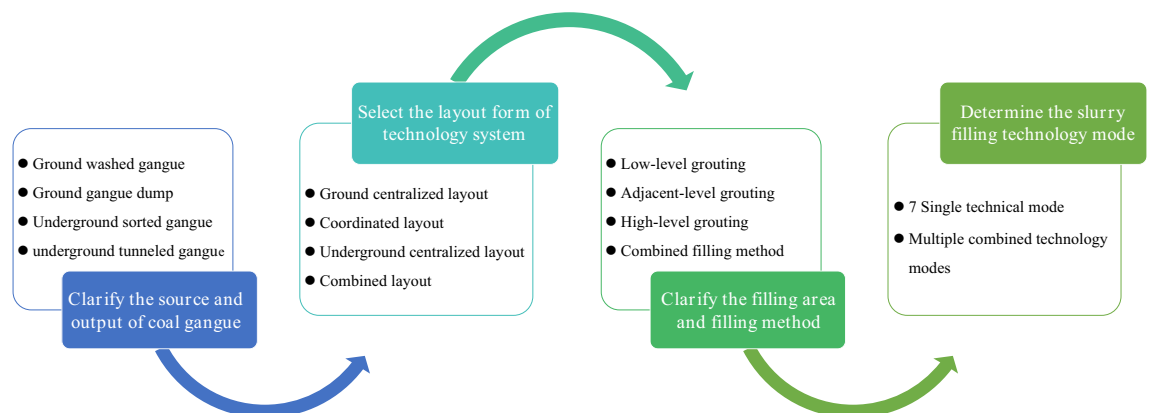 ● Ground washed gangue
● Ground gangue dump
● Underground sorted gangue
● underground tunneled gangue
Clarify the source and
output of coal gangue
Select the layout form of
technology system
● Ground centralized layout
● Coordinated layout
● Underground centralized layout
● Combined layout
● Low-level grouting
● Adjacent-level grouting
● High-level grouting
● Combined filling method
Clarify the filling area
and filling method
Determine the slurry
filling technology mode
● 7 Single technical mode
● Multiple combined technology
modes